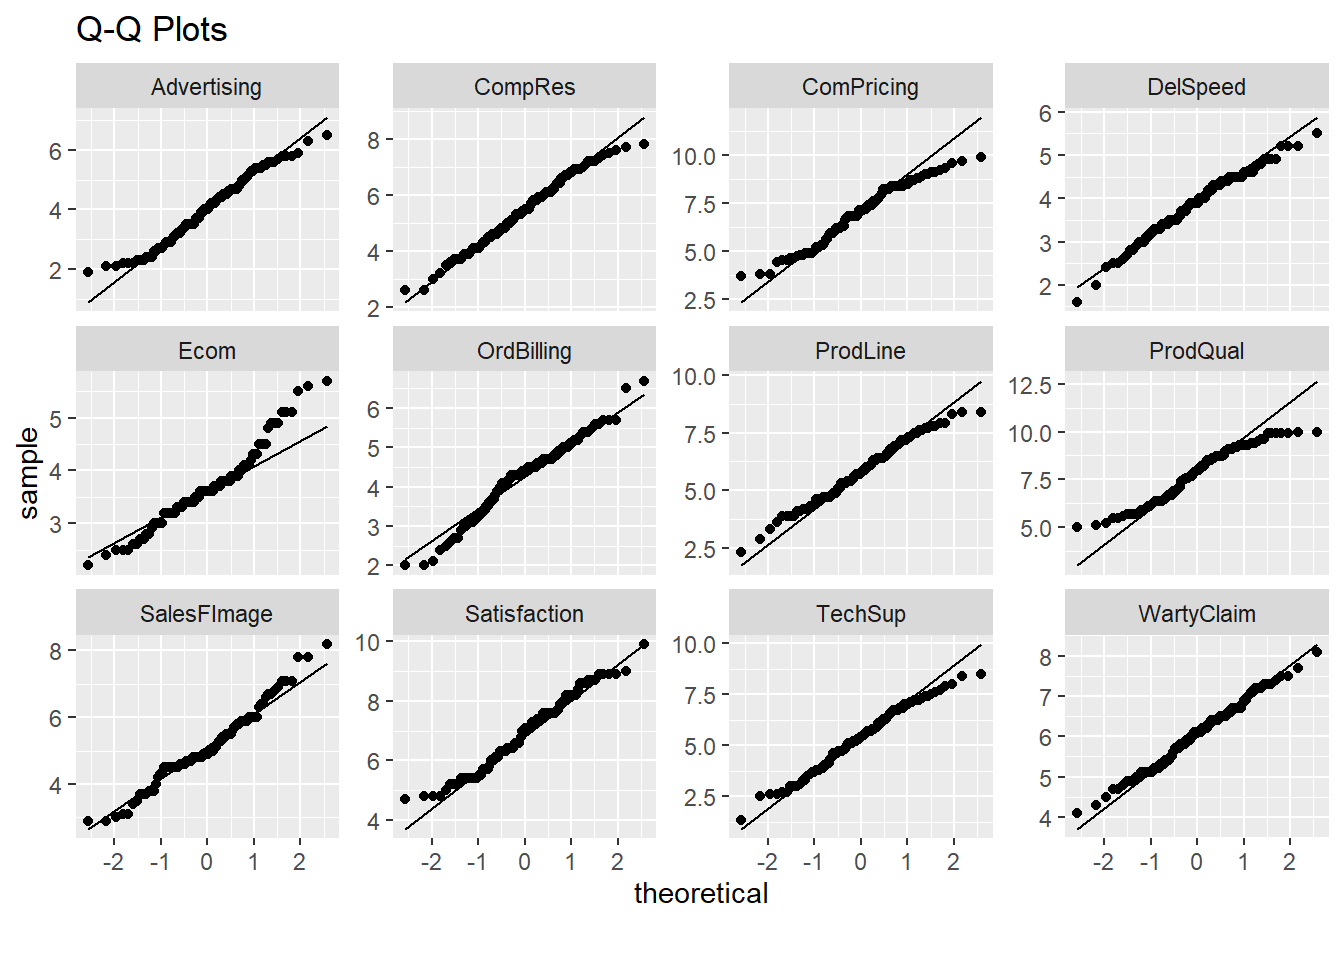 Q-Q Plots
Advertising CompRes ComPricing DelSpeed
6 4 2
8 6 4 2
10.0 7.5 5.0 2.5
6 5 4 3 2
Ecom OrdBilling ProdLine ProdQual
5 4 3
6 5 4 3 2
10.0 7.5 5.0 2.5
12.5 10.0 7.5 5.0
sample
SalesFImage Satisfaction TechSup WartyClaim
8 6 4
10 8 6 4
10.0 7.5 5.0 2.5
8 7 6 5 4
-2 -1 0 1 2 -2 -1 0 1 2 -2 -1 0 1 2 -2 -1 0 1 2
theoretical